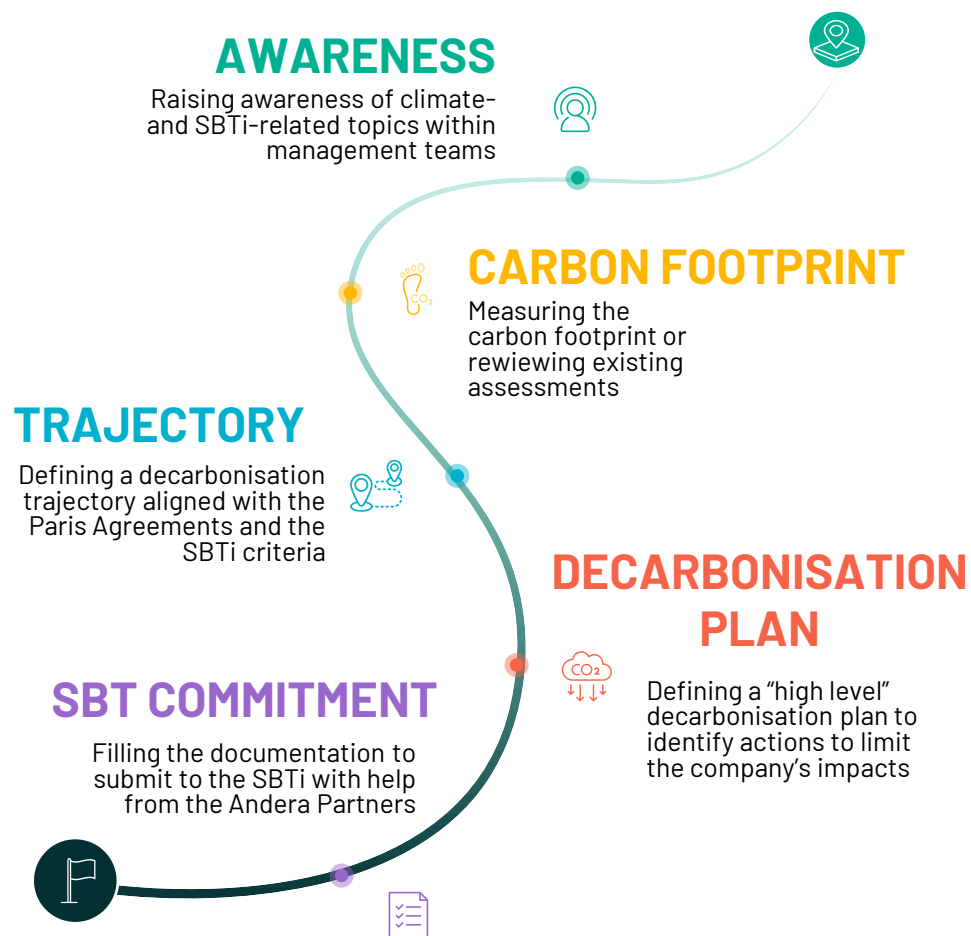 AWARENESS
Raising awareness of climate-
and SBTi-related topics within
management teams
CARBON FOOTPRINT
CO₂
Measuring the
carbon footprint or
rewiewing existing
assessments
TRAJECTORY
Defining a decarbonisation
trajectory aligned with the
Paris Agreements and the
SBTi criteria
DECARBONISATION
PLAN
CO₂
Defining a “high level”
decarbonisation plan to
identify actions to limit
the company’s impacts
SBT COMMITMENT
Filling the documentation to
submit to the SBTi with help
from the Andera Partners